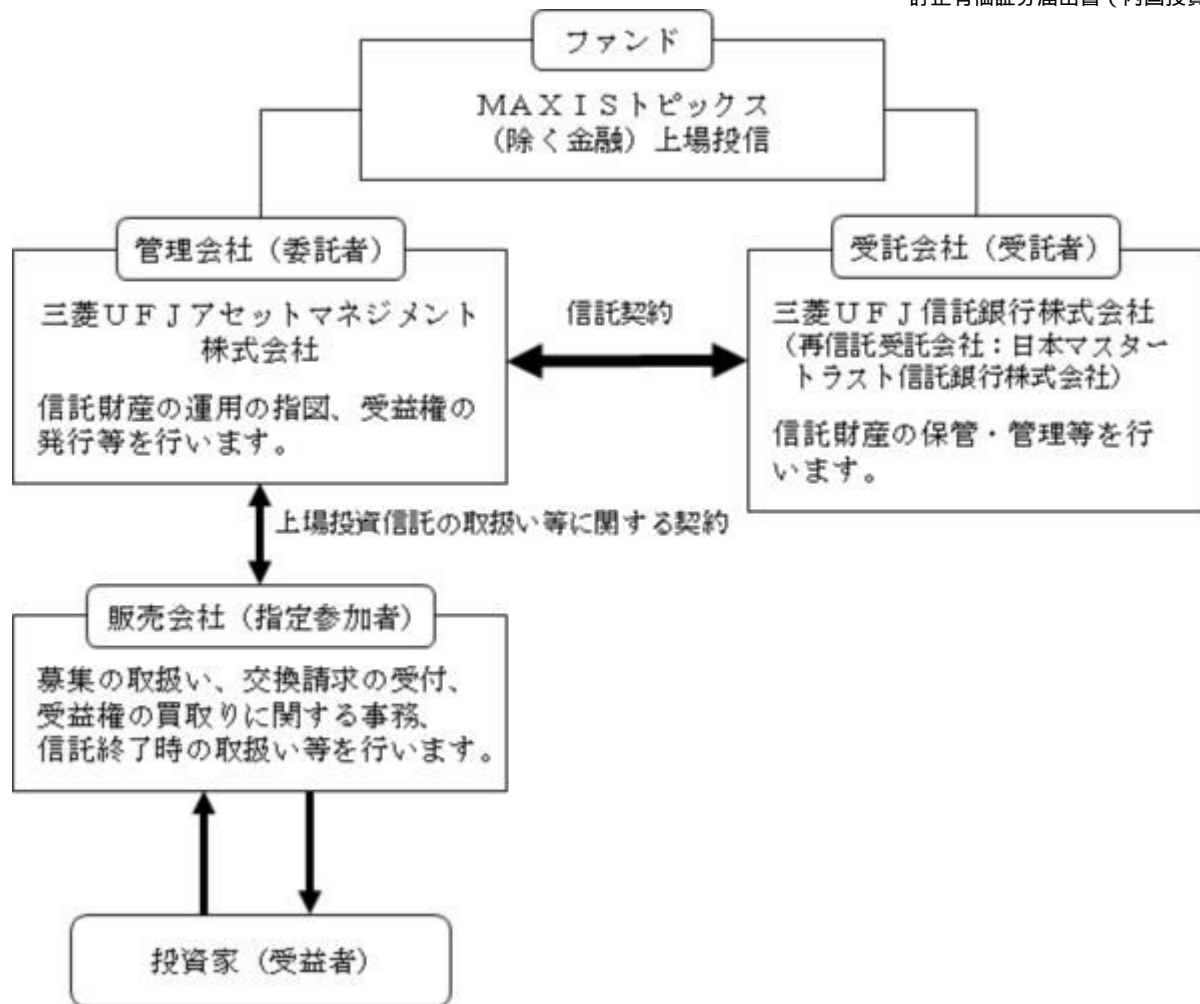 ファンド
ＭＡＸＩＳトピックス
（除く金融）上場投信
管理会社（委託者）
三菱ＵＦＪアセットマネジメント
株式会社
信託財産の運用の指図、受益権の
発行等を行います。
信託契約
受託会社（受託者）
三菱ＵＦＪ信託銀行株式会社
（再信託受託会社：日本マスター
トラスト信託銀行株式会社）
信託財産の保管・管理等を行
います。
上場投資信託の取扱い等に関する契約
販売会社（指定参加者）
募集の取扱い、交換請求の受付、
受益権の買取りに関する事務、
信託終了時の取扱い等を行います。
投資家（受益者）